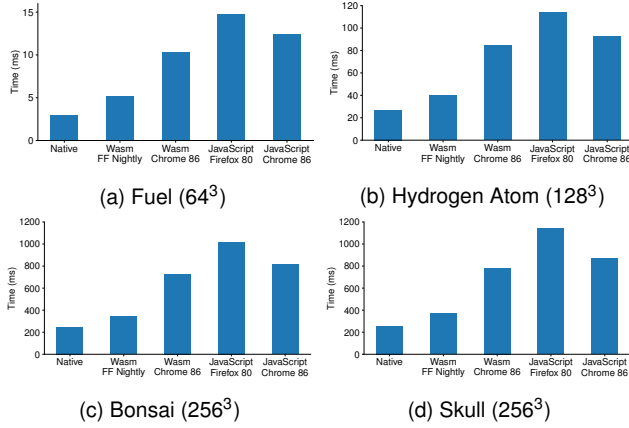 15
10
5
0
Time (ms)
Native
Wasm
FF Nightly
Wasm
Chrome 86
JavaScript
Firefox 80
JavaScript
Chrome 86
(a) Fuel (64³)
120
100
80
60
40
20
0
Time (ms)
Native
Wasm
FF Nightly
Wasm
Chrome 86
JavaScript
Firefox 80
JavaScript
Chrome 86
(b) Hydrogen Atom (128³)
1200
1000
800
600
400
200
0
Time (ms)
Native
Wasm
FF Nightly
Wasm
Chrome 86
JavaScript
Firefox 80
JavaScript
Chrome 86
(c) Bonsai (256³)
1200
1000
800
600
400
200
0
Time (ms)
Native
Wasm
FF Nightly
Wasm
Chrome 86
JavaScript
Firefox 80
JavaScript
Chrome 86
(d) Skull (256³)